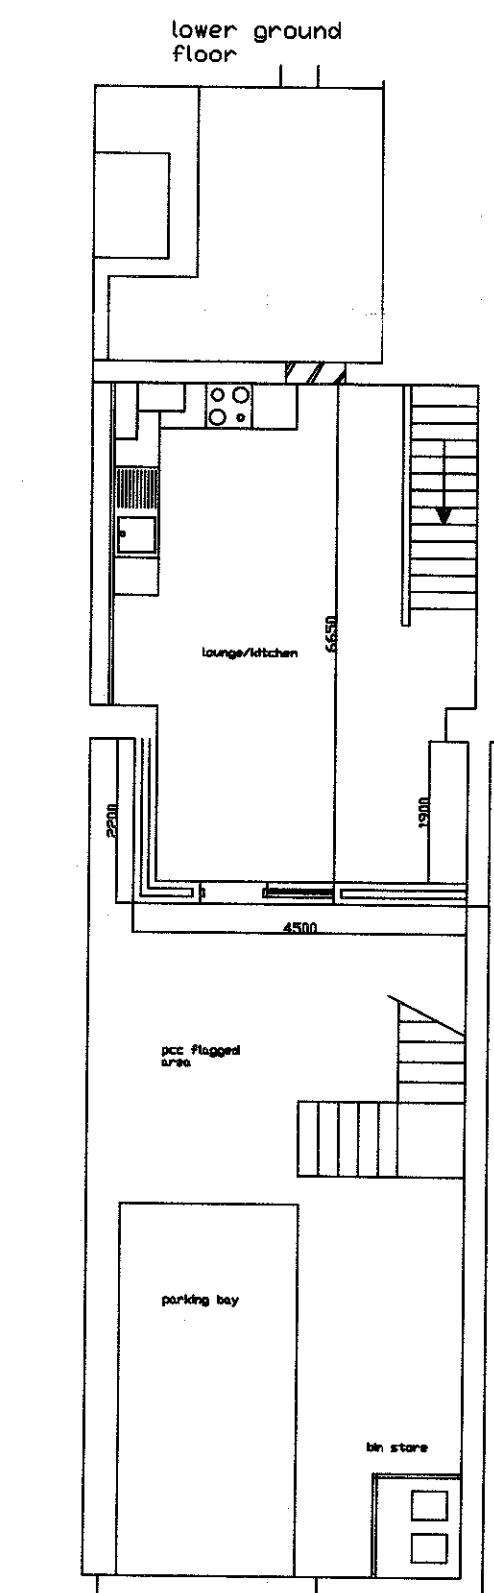 lower ground
floor
6650
lounge/kitchen
2200
1900
4500
pcc flagged
area
parking bay
bin store